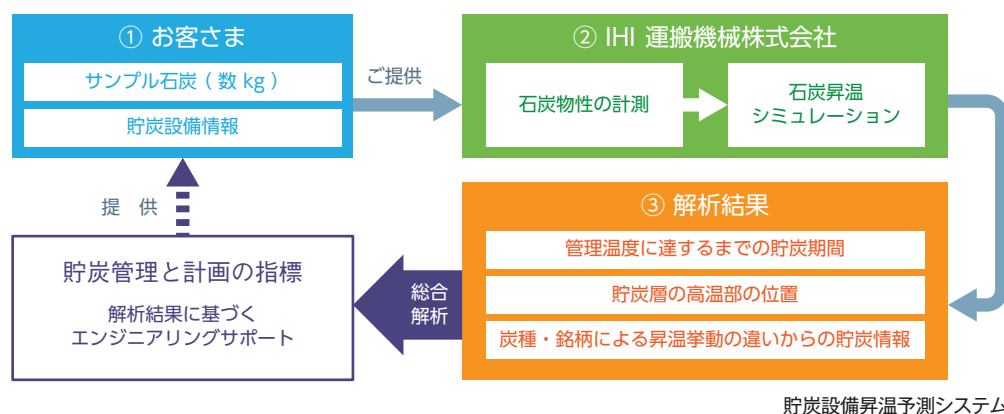 ① お客さま
サンプル石炭 ( 数 kg )
貯炭設備情報
ご提供
② IHI 運搬機械株式会社
石炭物性の計測
石炭昇温
シミュレーション
③ 解析結果
管理温度に達するまでの貯炭期間
貯炭層の高温部の位置
炭種・銘柄による昇温挙動の違いからの貯炭情報
総合
解析
貯炭管理と計画の指標
解析結果に基づく
エンジニアリングサポート
提 供
貯炭設備昇温予測システム